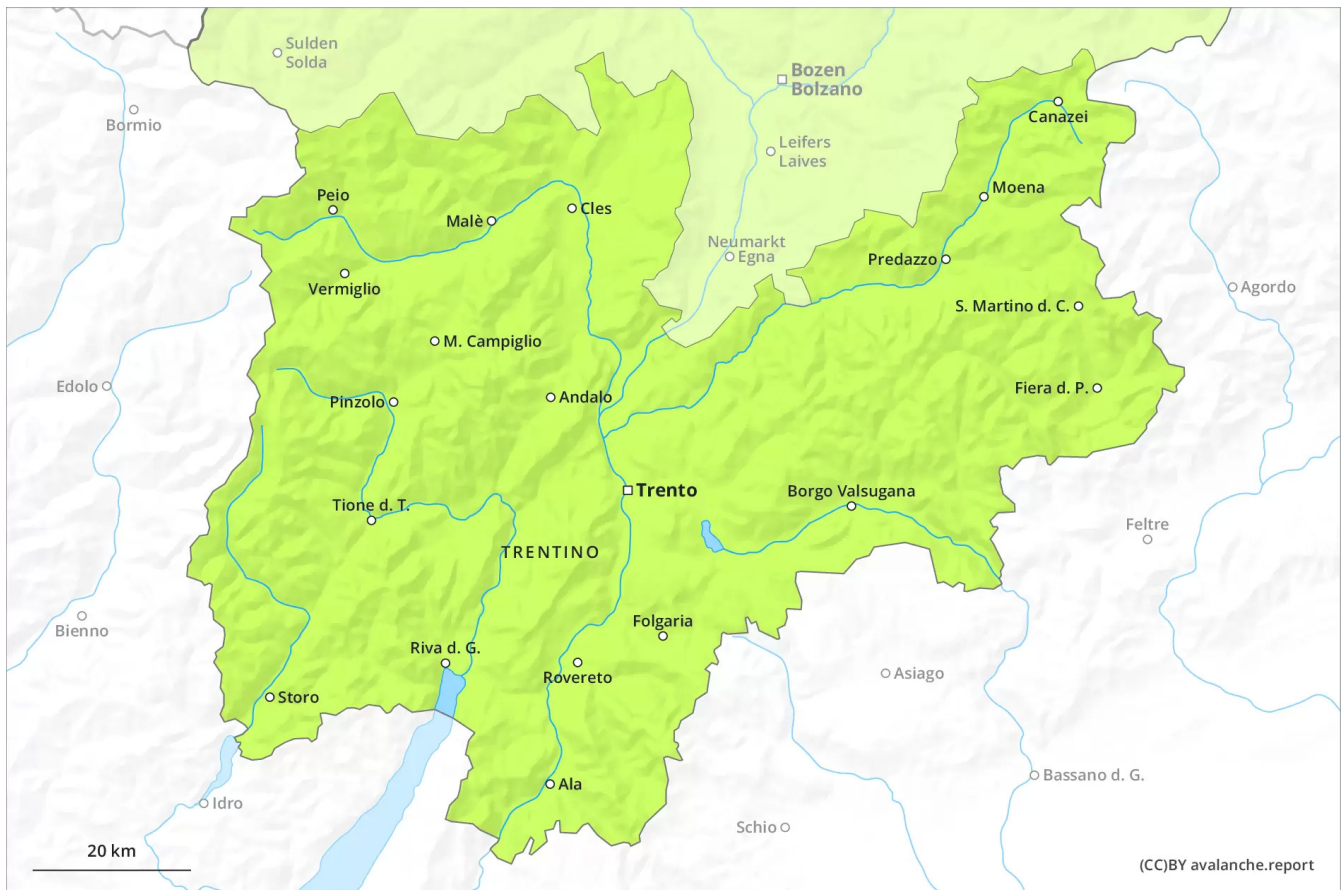 Sulden
Solda
Bozen
Bolzano
Bormio
Canazei
Leifers
Laives
Moena
Peio
Malè
Cles
Neumarkt
Egna
Predazzo
Vermiglio
Agordo
S. Martino d. C.
M. Campiglio
Edolo
Fiera d. P.
Pinzolo
Andalo
Trento
Borgo Valsugana
Tione d. T.
Feltre
TRENTINO
Bienno
Folgaria
Riva d. G.
Asiago
Rovereto
Storo
Bassano d. G.
Ala
Idro
Schio
20 km
(CC)BY avalanche.report